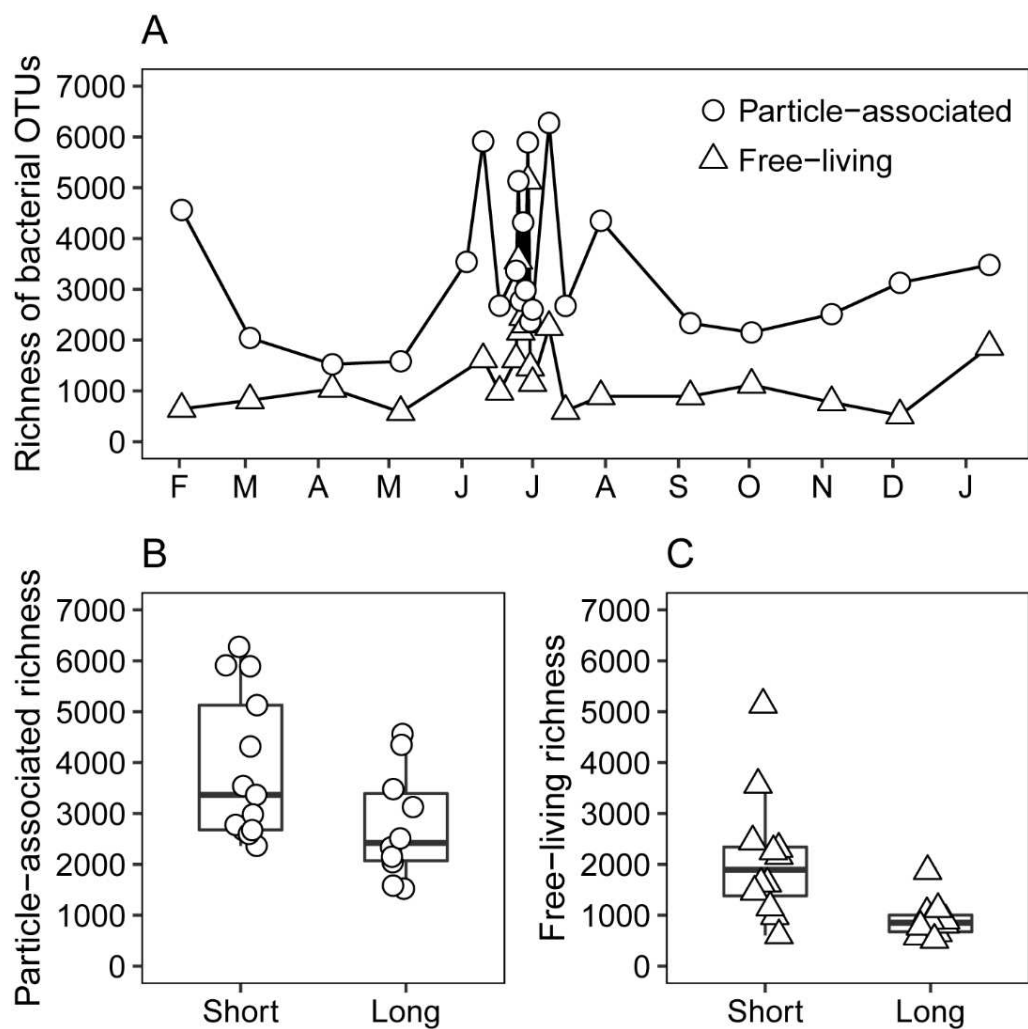 A
Richness of bacterial OTUs
7000
6000
5000
4000
3000
2000
1000
0
Particle−associated
Free−living
F M A M J J A S O N D J
B
Particle−associated richness
7000
6000
5000
4000
3000
2000
1000
0
Short Long
C
Free−living richness
7000
6000
5000
4000
3000
2000
1000
0
Short Long